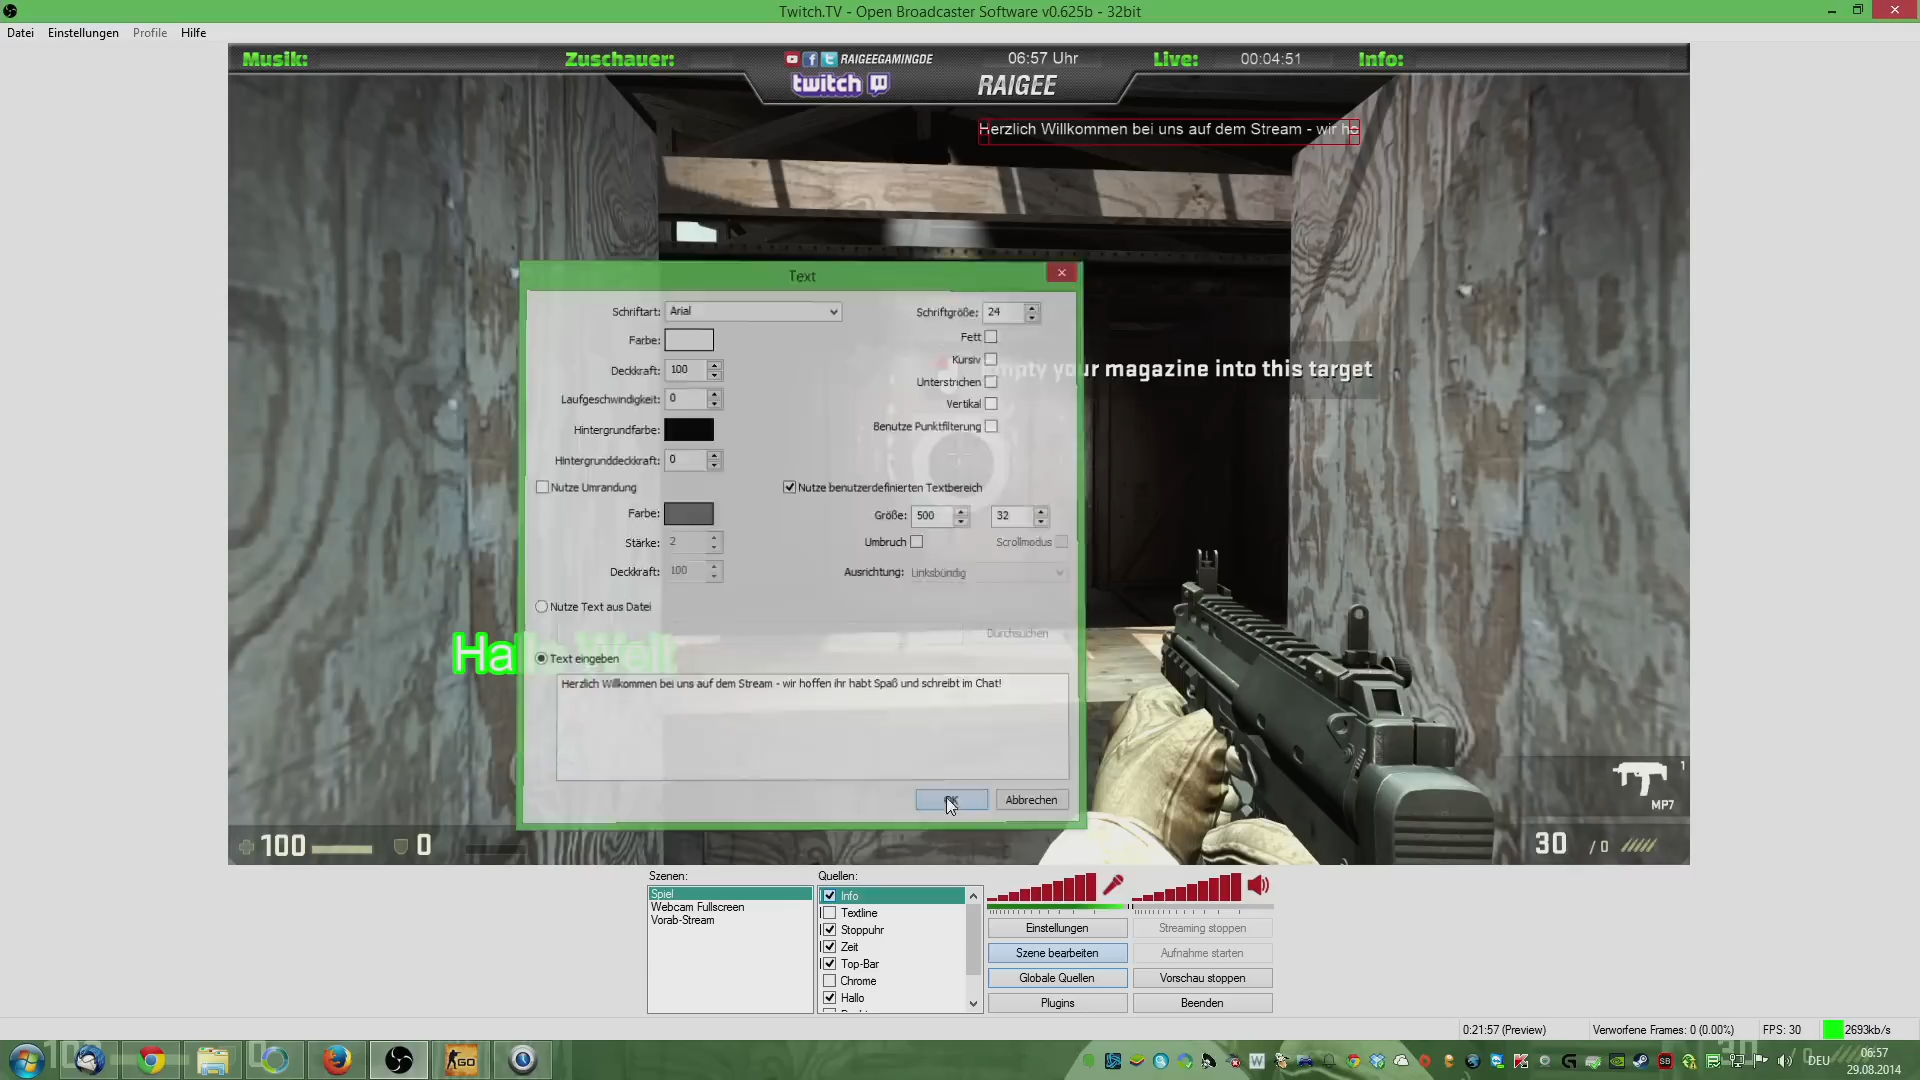 Twitch.TV - Open Broadcaster Software v0.625b - 32bit
Datei Einstellungen Profile Hilfe
Musik: Zuschauer: RAIGEEGAMINGDE 06:57 Uhr Live: 00:04:51 Info:
twitch RAIGEE
Herzlich Willkommen bei uns auf dem Stream - wir ho
Text
Schriftart: Arial Schriftgröße: 24
Farbe: Fett
Deckkraft: 100 Kursiv
your magazine into this target
Unterstrichen
Laufgeschwindigkeit: 0 Vertikal
Hintergrundfarbe: Benutze Punktfilterung
Hintergrunddeckkraft: 0
Nutze Umrandung Nutze benutzerdefinierten Textbereich
Farbe: Größe: 500 32
Stärke: 2 Umbruch Scrollmodus
Deckkraft: 100 Ausrichtung: Linksbündig
Nutze Text aus Datei
Durchsuchen
Hallo Welt
Text eingeben
Herzlich Willkommen bei uns auf dem Stream - wir hoffen ihr habt Spaß und schreibt im Chat!
OK Abbrechen
1
MP7
100 0 30 / 0
Szenen: Quellen:
Spiel
Webcam Fullscreen
Vorab-Stream
Info
Textline
Stoppuhr
Zeit
Top-Bar
Chrome
Hallo
Einstellungen Streaming stoppen
Szene bearbeiten Aufnahme starten
Globale Quellen Vorschau stoppen
Plugins Beenden
0:21:57 (Preview) Verworfene Frames: 0 (0.00%) FPS: 30 2693kb/s
GO DEU 06:57
29.08.2014